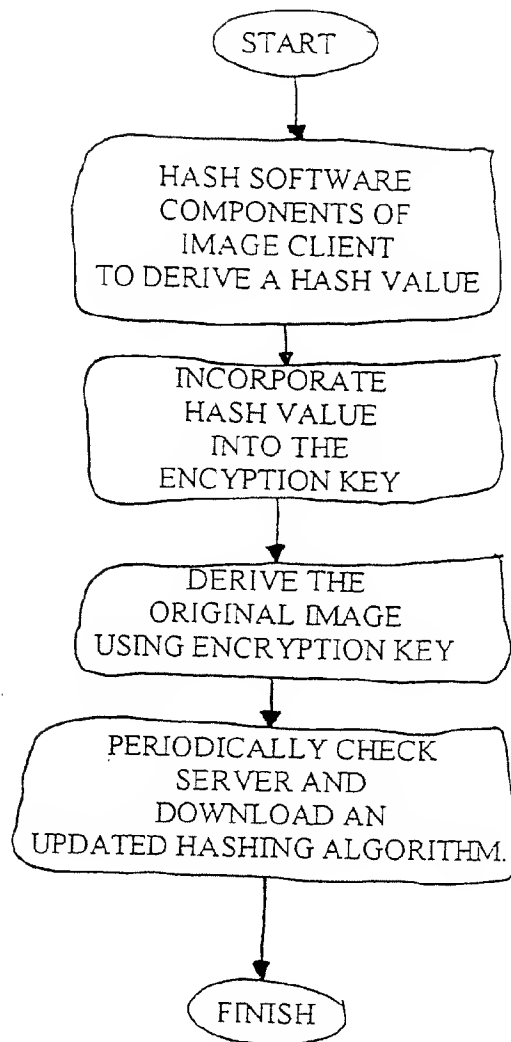 START
HASH SOFTWARE
COMPONENTS OF
IMAGE CLIENT
TO DERIVE A HASH VALUE
INCORPORATE
HASH VALUE
INTO THE
ENCYPTION KEY
DERIVE THE
ORIGINAL IMAGE
USING ENCRYPTION KEY
PERIODICALLY CHECK
SERVER AND
DOWNLOAD AN
UPDATED HASHING ALGORITHM.
FINISH